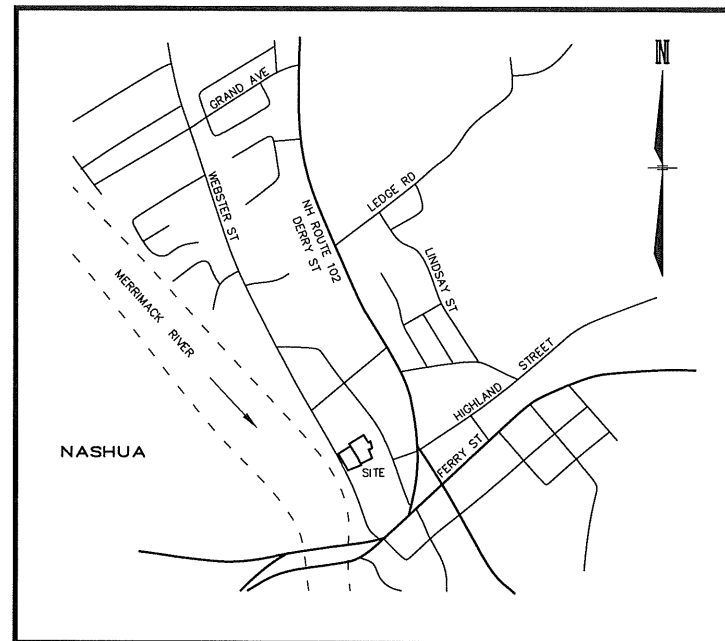 N
GRAND AVE
WEBSTER ST
NH ROUTE 102
DERRY ST
LEDGE RD
LINDSAY ST
MERRIMACK RIVER
HIGHLAND STREET
FERRY ST
NASHUA
SITE